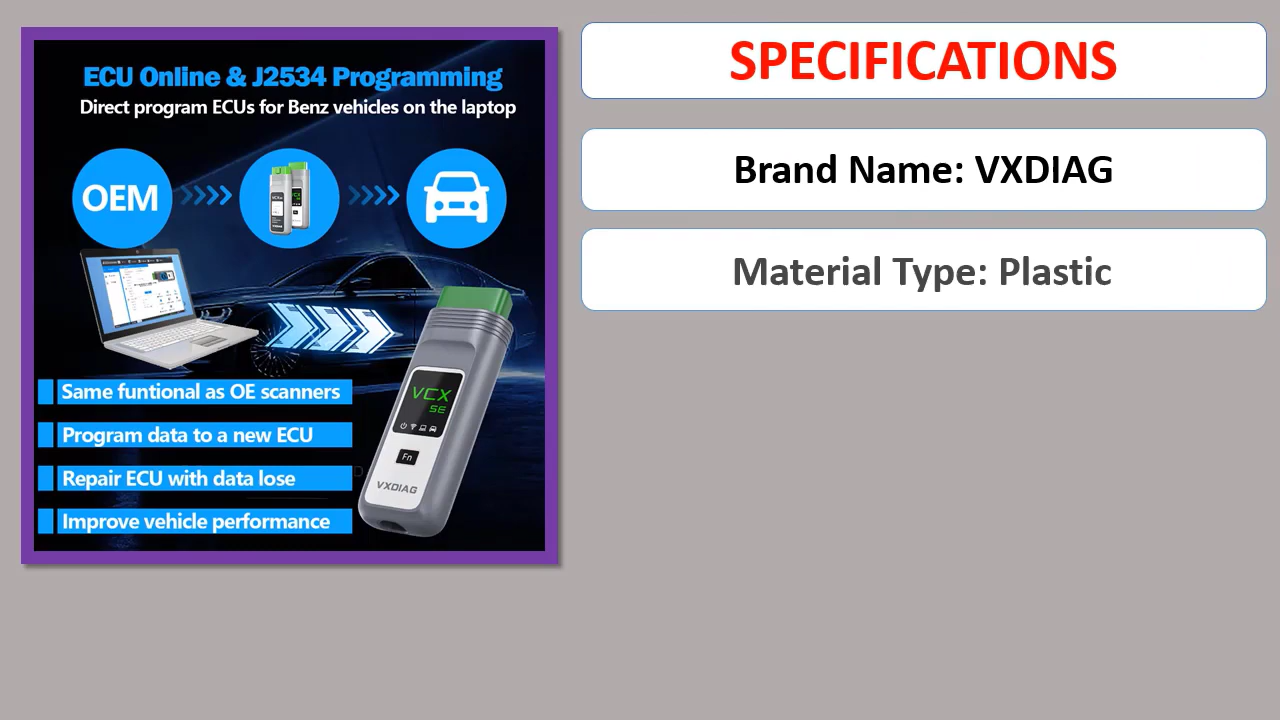 ECU Online & J2534 Programming
Direct program ECUs for Benz vehicles on the laptop
OEM
Same funtional as OE scanners
Program data to a new ECU
Repair ECU with data lose
Improve vehicle performance
VCX
SE
Fn
VXDIAG
SPECIFICATIONS
Brand Name: VXDIAG
Material Type: Plastic